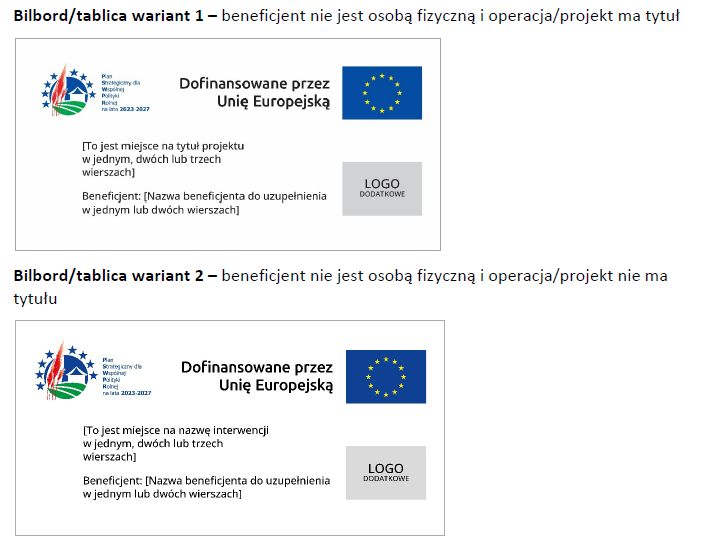 Bilbord/tablica wariant 1 – beneficjent nie jest osobą fizyczną i operacja/projekt ma tytuł
Plan
Strategiczny dla
Wspólnej
Polityki
Rolnej
na lata 2023-2027
Dofinansowane przez
Unię Europejską
[To jest miejsce na tytuł projektu
w jednym, dwóch lub trzech
wierszach]
Beneficjent: [Nazwa beneficjenta do uzupełnienia
w jednym lub dwóch wierszach]
LOGO
DODATKOWE
Bilbord/tablica wariant 2 – beneficjent nie jest osobą fizyczną i operacja/projekt nie ma
tytułu
Plan
Strategiczny dla
Wspólnej
Polityki
Rolnej
na lata 2023-2027
Dofinansowane przez
Unię Europejską
[To jest miejsce na nazwę interwencji
w jednym, dwóch lub trzech
wierszach]
Beneficjent: [Nazwa beneficjenta do uzupełnienia
w jednym lub dwóch wierszach]
LOGO
DODATKOWE